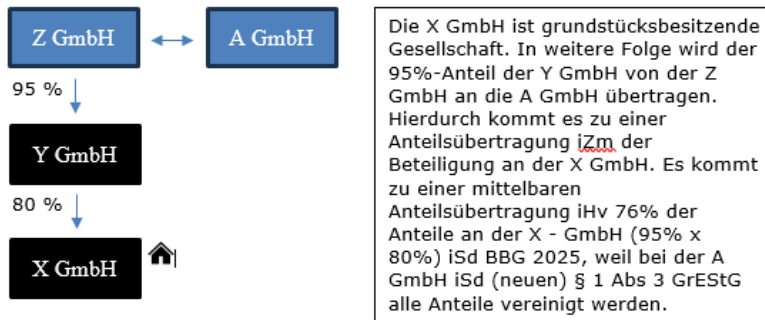 Z GmbH
A GmbH
95 %
Y GmbH
80 %
X GmbH
Die X GmbH ist grundstücksbesitzende
Gesellschaft. In weitere Folge wird der
95%-Anteil der Y GmbH von der Z
GmbH an die A GmbH übertragen.
Hierdurch kommt es zu einer
Anteilsübertragung iZm der
Beteiligung an der X GmbH. Es kommt
zu einer mittelbaren
Anteilsübertragung iHv 76% der
Anteile an der X - GmbH (95% x
80%) iSd BBG 2025, weil bei der A
GmbH iSd (neuen) § 1 Abs 3 GrEStG
alle Anteile vereinigt werden.